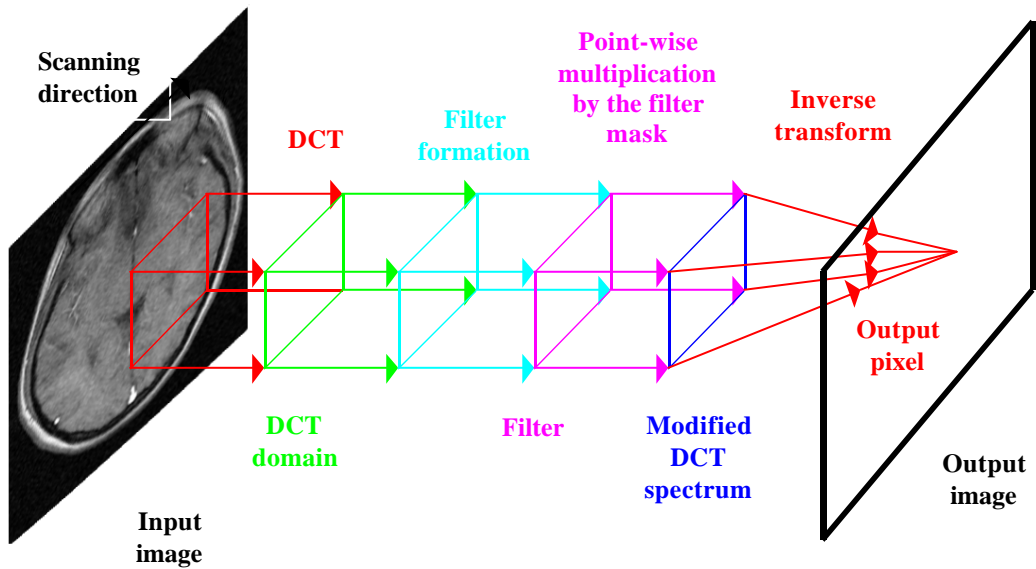 Scanning
direction
DCT
Filter
formation
Point-wise
multiplication
by the filter
mask
Inverse
transform
Output
pixel
DCT
domain
Filter
Modified
DCT
spectrum
Input
image
Output
image